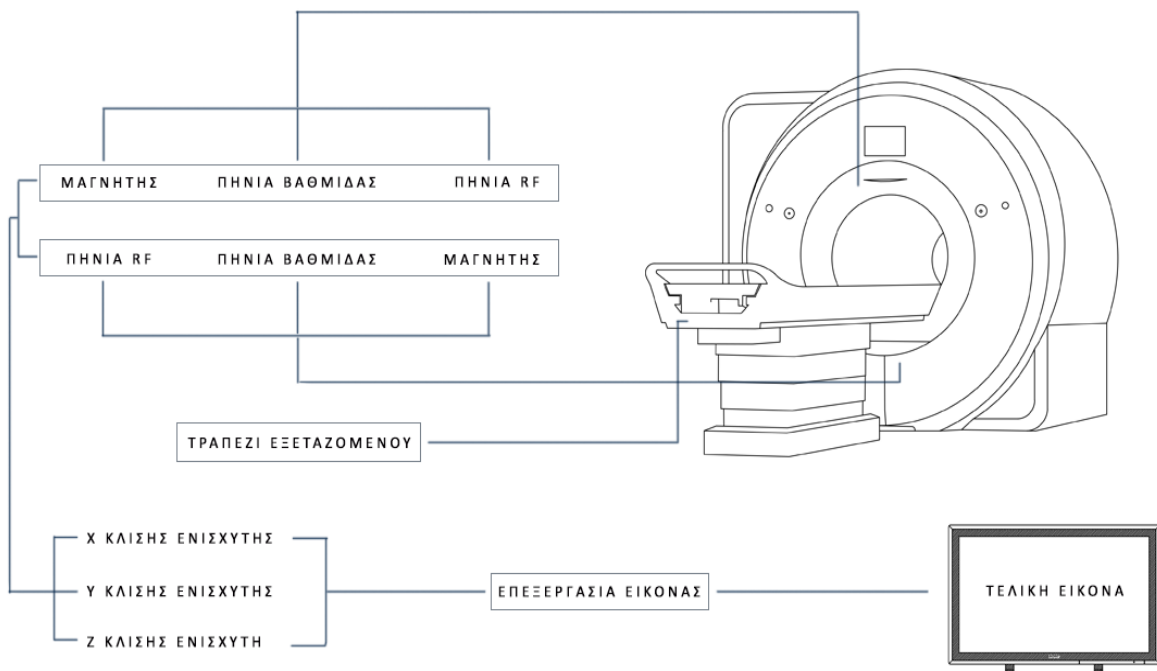 ΜΑΓΝΗΤΗΣ ΠΗΝΙΑ ΒΑΘΜΙΔΑΣ ΠΗΝΙΑ RF
ΠΗΝΙΑ RF ΠΗΝΙΑ ΒΑΘΜΙΔΑΣ ΜΑΓΝΗΤΗΣ
ΤΡΑΠΕΖΙ ΕΞΕΤΑΖΟΜΕΝΟΥ
Χ ΚΛΙΣΗΣ ΕΝΙΣΧΥΤΗΣ
Υ ΚΛΙΣΗΣ ΕΝΙΣΧΥΤΗΣ
Ζ ΚΛΙΣΗΣ ΕΝΙΣΧΥΤΗ
ΕΠΕΞΕΡΓΑΣΙΑ ΕΙΚΟΝΑΣ
ΤΕΛΙΚΗ ΕΙΚΟΝΑ